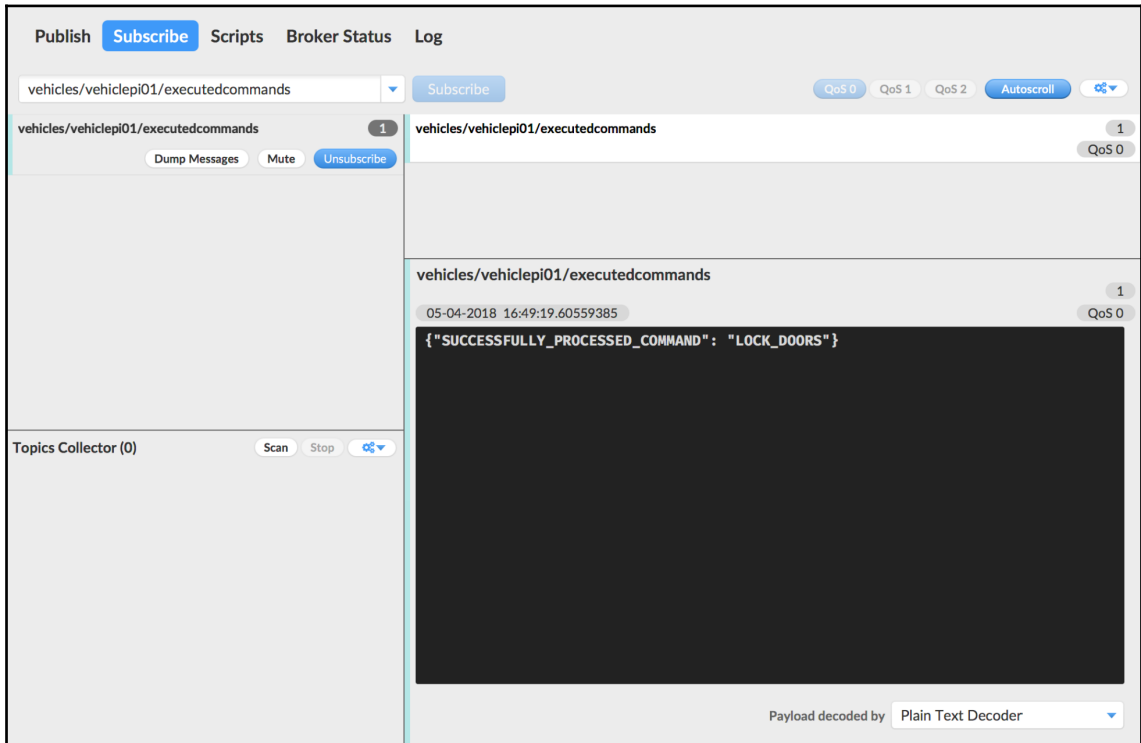 Publish Subscribe Scripts Broker Status Log
vehicles/vehiclepi01/executedcommands Subscribe QoS 0 QoS 1 QoS 2 Autoscroll
vehicles/vehiclepi01/executedcommands 1
Dump Messages Mute Unsubscribe
vehicles/vehiclepi01/executedcommands 1
QoS 0
vehicles/vehiclepi01/executedcommands
1
05-04-2018 16:49:19.60559385 QoS 0
{"SUCCESSFULLY_PROCESSED_COMMAND": "LOCK_DOORS"}
Topics Collector (0) Scan Stop
Payload decoded by Plain Text Decoder